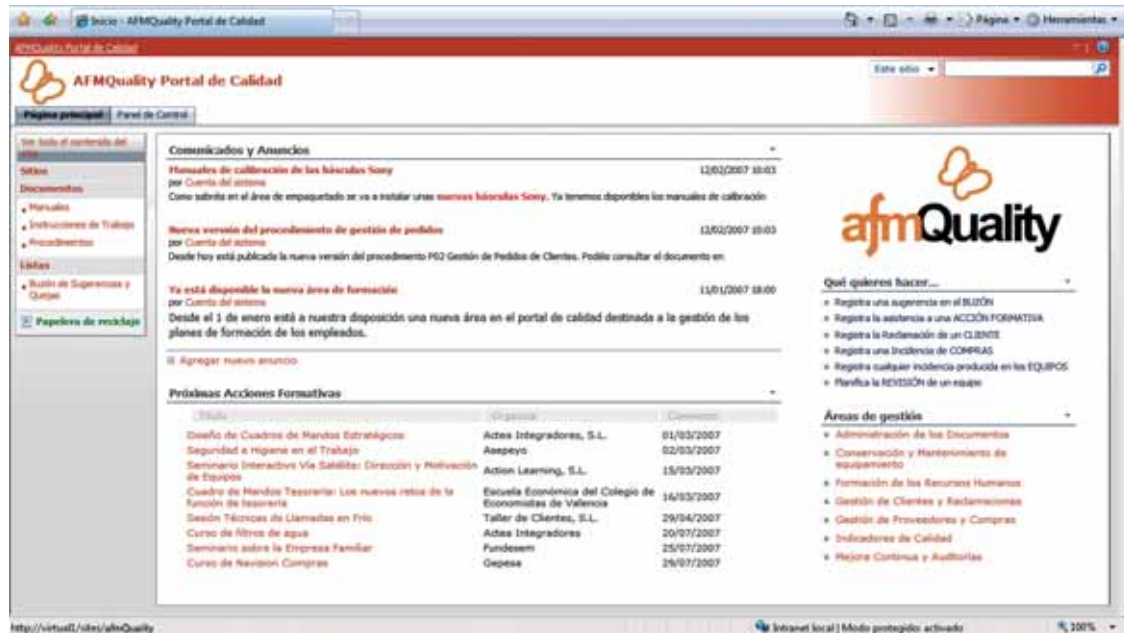 Inicio - AFMQuality Portal de Calidad
Página
Herramientas
AFMQuality Portal de Calidad
AFMQuality Portal de Calidad
Este sitio
Página principal
Panel de Control
Ver todo el contenido del sitio
Sitios
Documentos
Manuales
Instrucciones de Trabajo
Procedimientos
Listas
Buzón de Sugerencias y
Quejas
Papelera de reciclaje
Comunicados y Anuncios
Manuales de calibración de las básculas Sony 12/02/2007 10:03
por Cuenta del sistema
Como sabréis en el área de empaquetado se va a instalar unas nuevas básculas Sony. Ya tenemos disponibles los manuales de calibración
Nueva versión del procedimiento de gestión de pedidos 12/02/2007 10:03
por Cuenta del sistema
Desde hoy está publicada la nueva versión del procedimiento P02 Gestión de Pedidos de Clientes. Podéis consultar el documento en
Ya está disponible la nueva área de formación 11/01/2007 18:00
por Cuenta del sistema
Desde el 1 de enero está a nuestra disposición una nueva área en el portal de calidad destinada a la gestión de los
planes de formación de los empleados.
Agregar nuevo anuncio
Próximas Acciones Formativas
Título Organiza Comienzo
Diseño de Cuadros de Mandos Estratégicos Actea Integradores, S.L. 01/03/2007
Seguridad e Higiene en el Trabajo Asepeyo 02/03/2007
Seminario Interactivo Vía Satélite: Dirección y Motivación
de Equipos Action Learning, S.L. 15/03/2007
Cuadro de Mandos Tesorería: Los nuevos retos de la
función de tesorería Escuela Económica del Colegio de
Economistas de Valencia 16/03/2007
Sesión Técnicas de Llamadas en Frío Taller de Clientes, S.L. 29/04/2007
Curso de filtros de agua Actea Integradores 20/07/2007
Seminario sobre la Empresa Familiar Fundesem 25/07/2007
Curso de Navision Compras Gepesa 29/07/2007
afmQuality
Qué quieres hacer...
Registra una sugerencia en el BUZÓN
Registra la asistencia a una ACCIÓN FORMATIVA
Registra la Reclamación de un CLIENTE
Registra una Incidencia de COMPRAS
Registra cualquier incidencia producida en los EQUIPOS
Planifica la REVISIÓN de un equipo
Áreas de gestión
Administración de los Documentos
Conservación y Mantenimiento de
equipamiento
Formación de los Recursos Humanos
Gestión de Clientes y Reclamaciones
Gestión de Proveedores y Compras
Indicadores de Calidad
Mejora Continua y Auditorías
http://virtual1/sites/afmQuality
Intranet local | Modo protegido: activado
100%